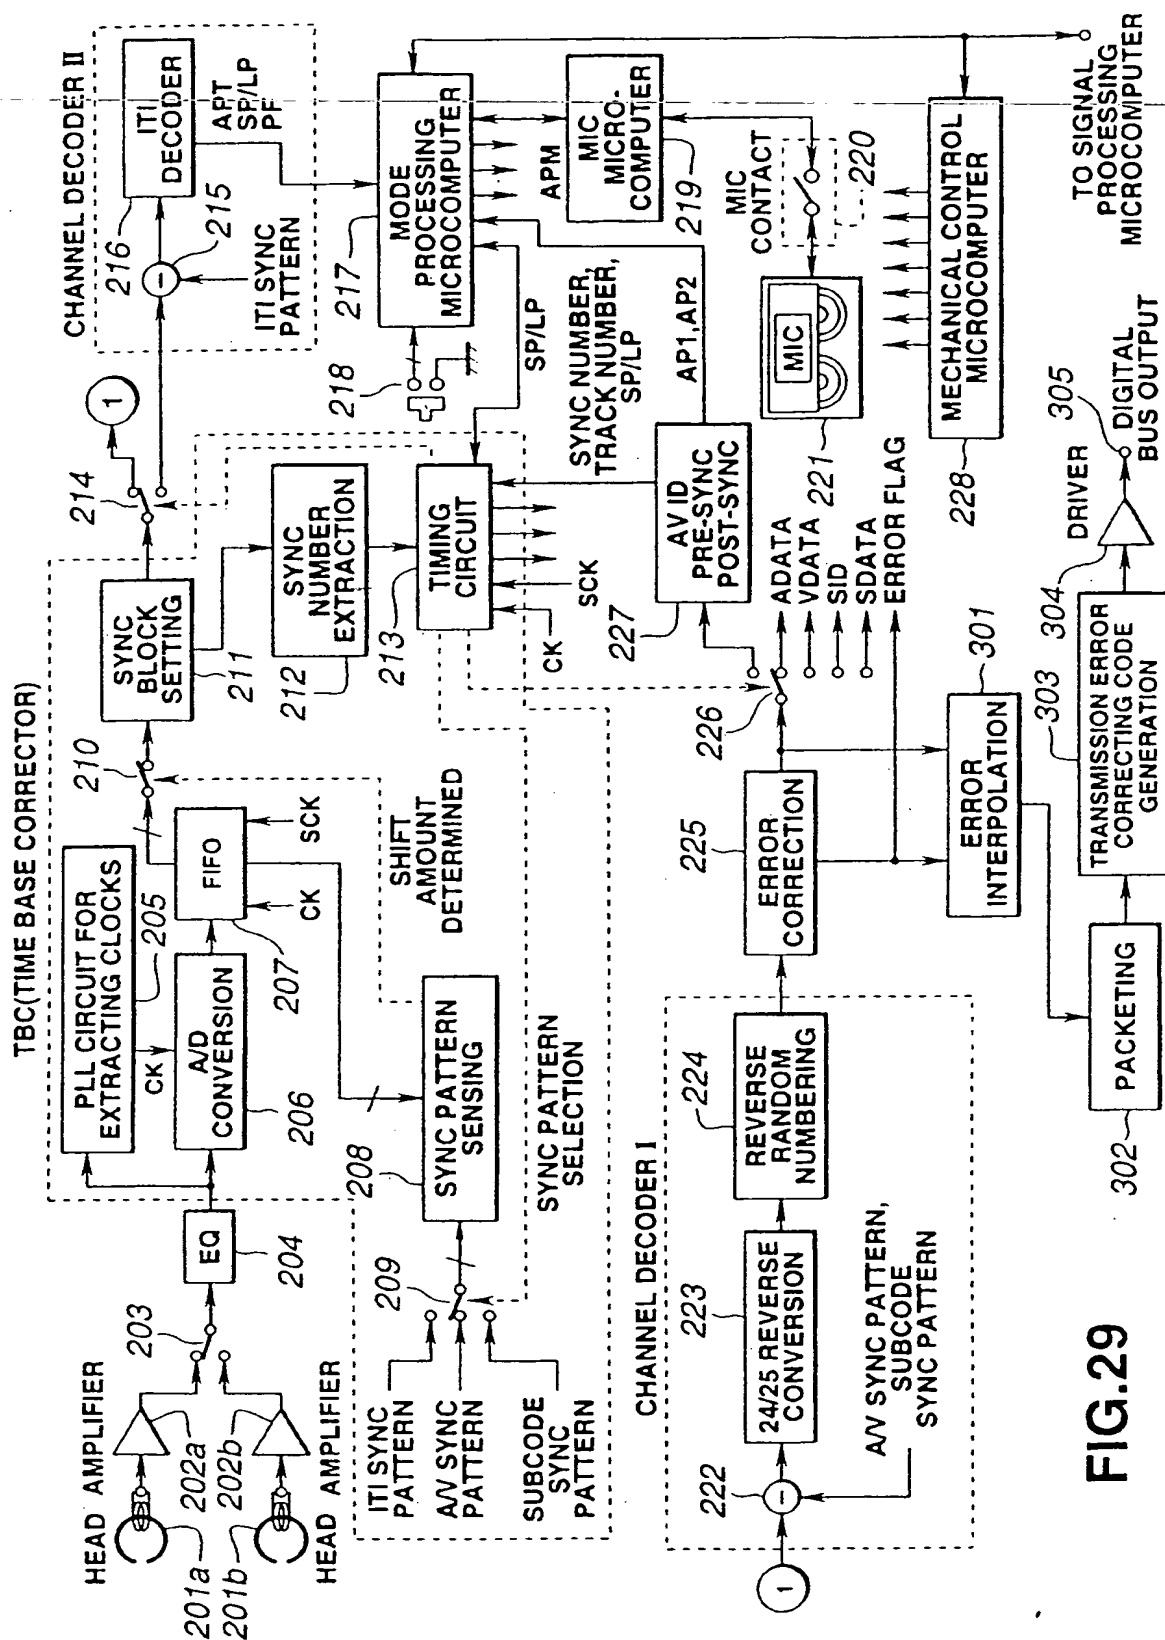 TBC(TIME BASE CORRECTOR)
CHANNEL DECODER II
HEAD AMPLIFIER
201a
202a
201b
202b
HEAD AMPLIFIER
203
EQ
204
PLL CIRCUIT FOR
EXTRACTING CLOCKS
205
CK
A/D
CONVERSION
206
FIFO
207
CK
SCK
210
SYNC
BLOCK
SETTING
211
214
1
216
ITI
DECODER
215
ITI SYNC
PATTERN
APT
SP/LP
PF
SYNC
NUMBER
EXTRACTION
212
SHIFT
AMOUNT
DETERMINED
208
SYNC PATTERN
SENSING
209
ITI SYNC
PATTERN
A/V SYNC
PATTERN
SUBCODE
SYNC
PATTERN
SYNC PATTERN
SELECTION
213
TIMING
CIRCUIT
CK
SCK
217
MODE
PROCESSING
MICROCOMPUTER
218
SP/LP
APM
MIC
MICRO-
COMPUTER
219
SYNC NUMBER,
TRACK NUMBER,
SP/LP
AP1,AP2
MIC
CONTACT
220
MIC
221
227
AV ID
PRE-SYNC
POST-SYNC
226
ADATA
VDATA
SID
SDATA
ERROR FLAG
MECHANICAL CONTROL
MICROCOMPUTER
228
TO SIGNAL
PROCESSING
MICROCOMPUTER
CHANNEL DECODER I
1
222
223
24/25 REVERSE
CONVERSION
224
REVERSE
RANDOM
NUMBERING
A/V SYNC PATTERN,
SUBCODE
SYNC PATTERN
225
ERROR
CORRECTION
301
ERROR
INTERPOLATION
302
PACKETING
303
TRANSMISSION ERROR
CORRECTING CODE
GENERATION
304
DRIVER
305
DIGITAL
BUS OUTPUT
FIG.29